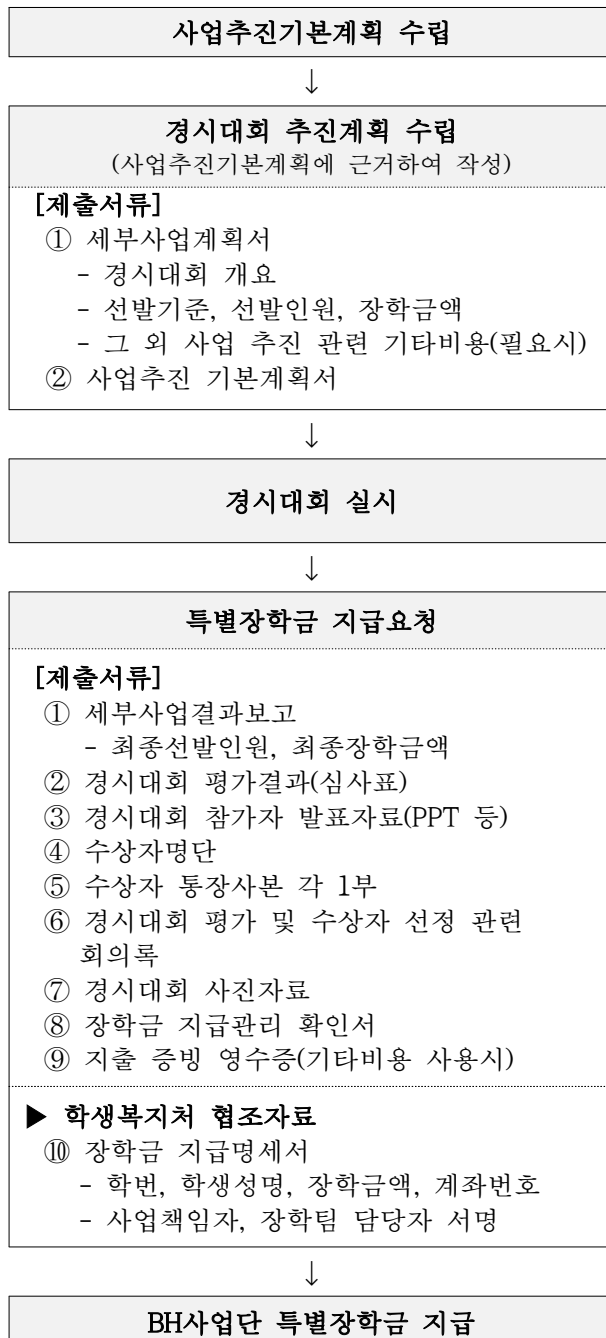 사업추진기본계획 수립
↓
경시대회 추진계획 수립
(사업추진기본계획에 근거하여 작성)
[제출서류]
① 세부사업계획서
- 경시대회 개요
- 선발기준, 선발인원, 장학금액
- 그 외 사업 추진 관련 기타비용(필요시)
② 사업추진 기본계획서
↓
경시대회 실시
↓
특별장학금 지급요청
[제출서류]
① 세부사업결과보고
- 최종선발인원, 최종장학금액
② 경시대회 평가결과(심사표)
③ 경시대회 참가자 발표자료(PPT 등)
④ 수상자명단
⑤ 수상자 통장사본 각 1부
⑥ 경시대회 평가 및 수상자 선정 관련
회의록
⑦ 경시대회 사진자료
⑧ 장학금 지급관리 확인서
⑨ 지출 증빙 영수증(기타비용 사용시)
▶ 학생복지처 협조자료
⑩ 장학금 지급명세서
- 학번, 학생성명, 장학금액, 계좌번호
- 사업책임자, 장학팀 담당자 서명
↓
BH사업단 특별장학금 지급